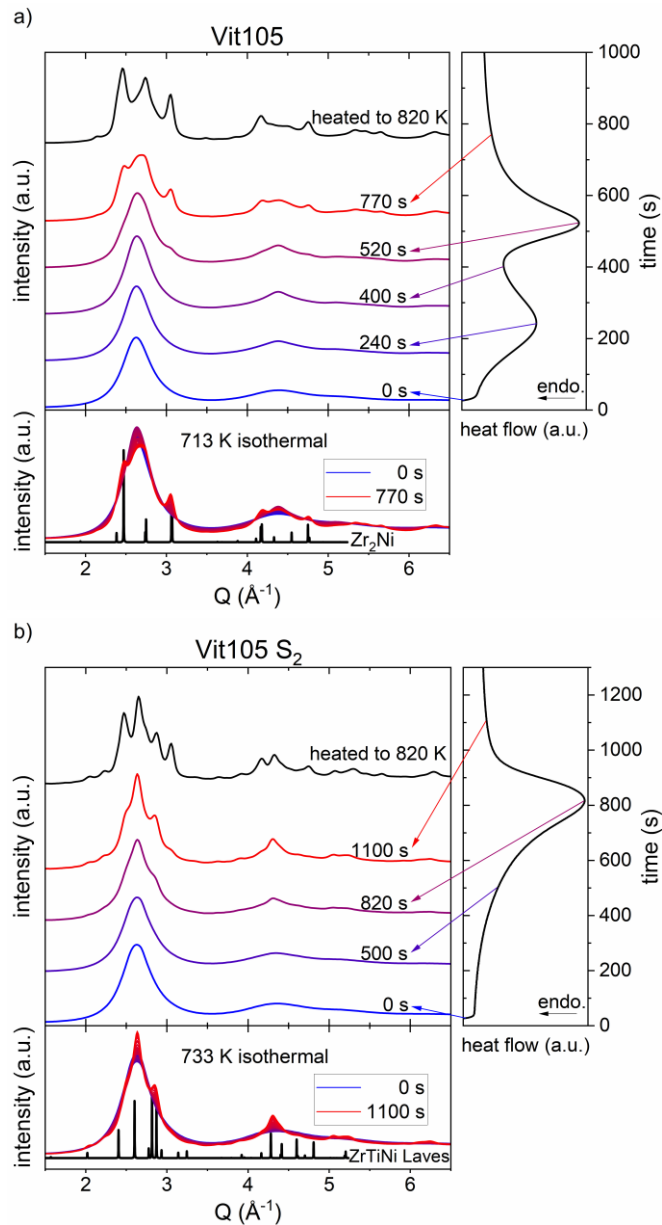 a)
Vit105
heated to 820 K
770 s
520 s
400 s
240 s
0 s
intensity (a.u.)
1000
800
600
400
200
0
time (s)
endo.
heat flow (a.u.)
713 K isothermal
0 s
770 s
Zr₂Ni
intensity (a.u.)
2 3 4 5 6
Q (Å⁻¹)
b)
Vit105 S₂
heated to 820 K
1100 s
820 s
500 s
0 s
intensity (a.u.)
1200
1000
800
600
400
200
0
time (s)
endo.
heat flow (a.u.)
733 K isothermal
0 s
1100 s
ZrTiNi Laves
intensity (a.u.)
2 3 4 5 6
Q (Å⁻¹)